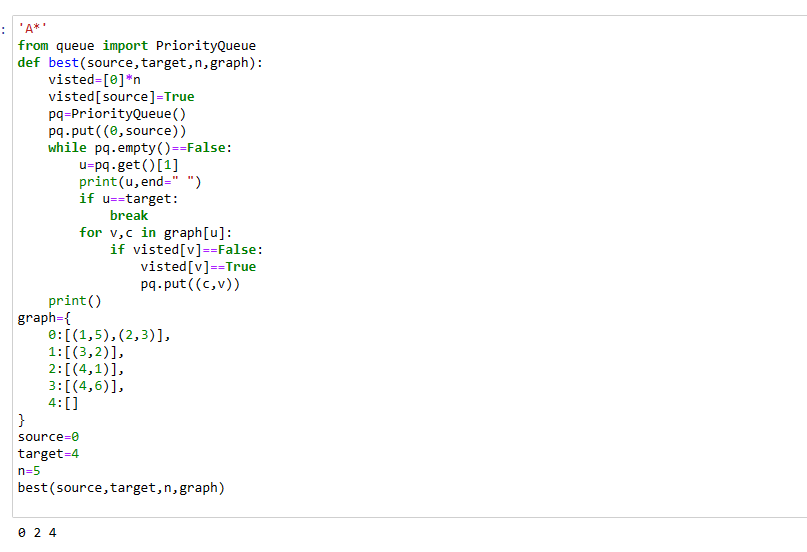 :
'A*'
from queue import PriorityQueue
def best(source,target,n,graph):
    visted=[0]*n
    visted[source]=True
    pq=PriorityQueue()
    pq.put((0,source))
    while pq.empty()==False:
        u=pq.get()[1]
        print(u,end=" ")
        if u==target:
            break
        for v,c in graph[u]:
            if visted[v]==False:
                visted[v]==True
                pq.put((c,v))
    print()
graph={
    0:[(1,5),(2,3)],
    1:[(3,2)],
    2:[(4,1)],
    3:[(4,6)],
    4:[]
}
source=0
target=4
n=5
best(source,target,n,graph)
0 2 4